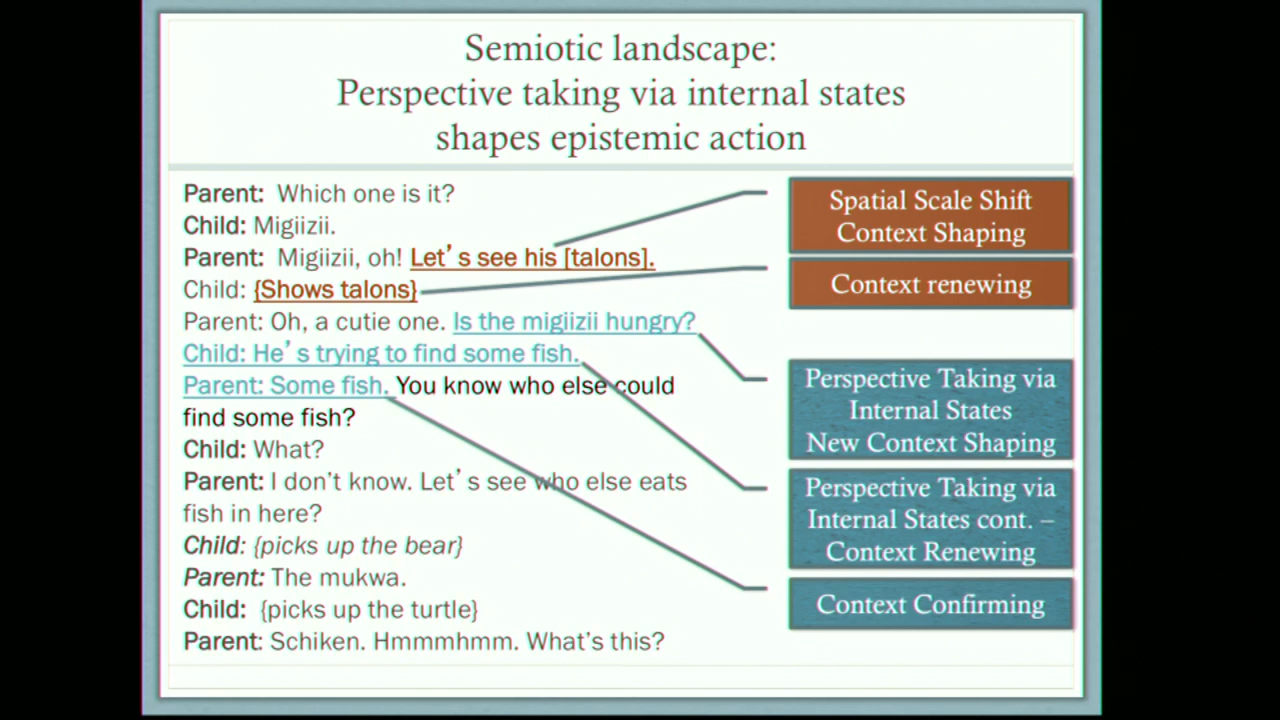 Semiotic landscape:
Perspective taking via internal states
shapes epistemic action
Parent:  Which one is it?
Child: Migiizii.
Parent:  Migiizii, oh! Let’s see his [talons].
Child: {Shows talons}
Parent: Oh, a cutie one. Is the migiizii hungry?
Child: He’s trying to find some fish.
Parent: Some fish. You know who else could
find some fish?
Child: What?
Parent: I don’t know. Let’s see who else eats
fish in here?
Child: {picks up the bear}
Parent: The mukwa.
Child:  {picks up the turtle}
Parent: Schiken. Hmmmhmm. What’s this?
Spatial Scale Shift
Context Shaping
Context renewing
Perspective Taking via
Internal States
New Context Shaping
Perspective Taking via
Internal States cont. –
Context Renewing
Context Confirming